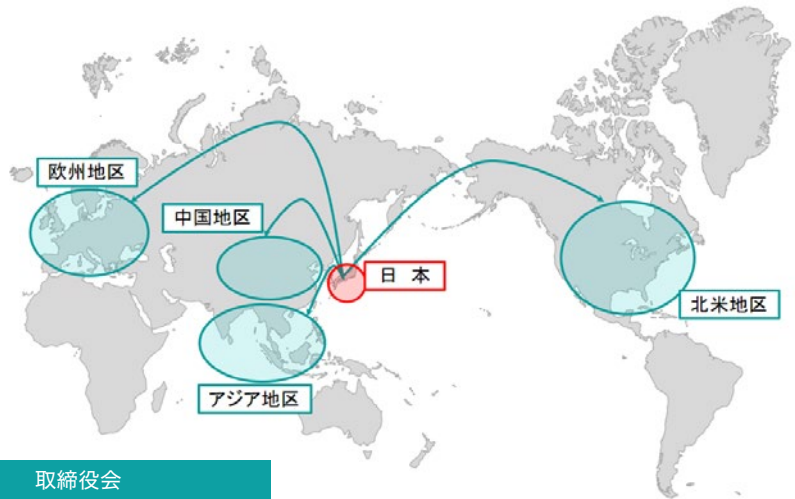 欧州地区
中国地区
日 本
北米地区
アジア地区
取締役会